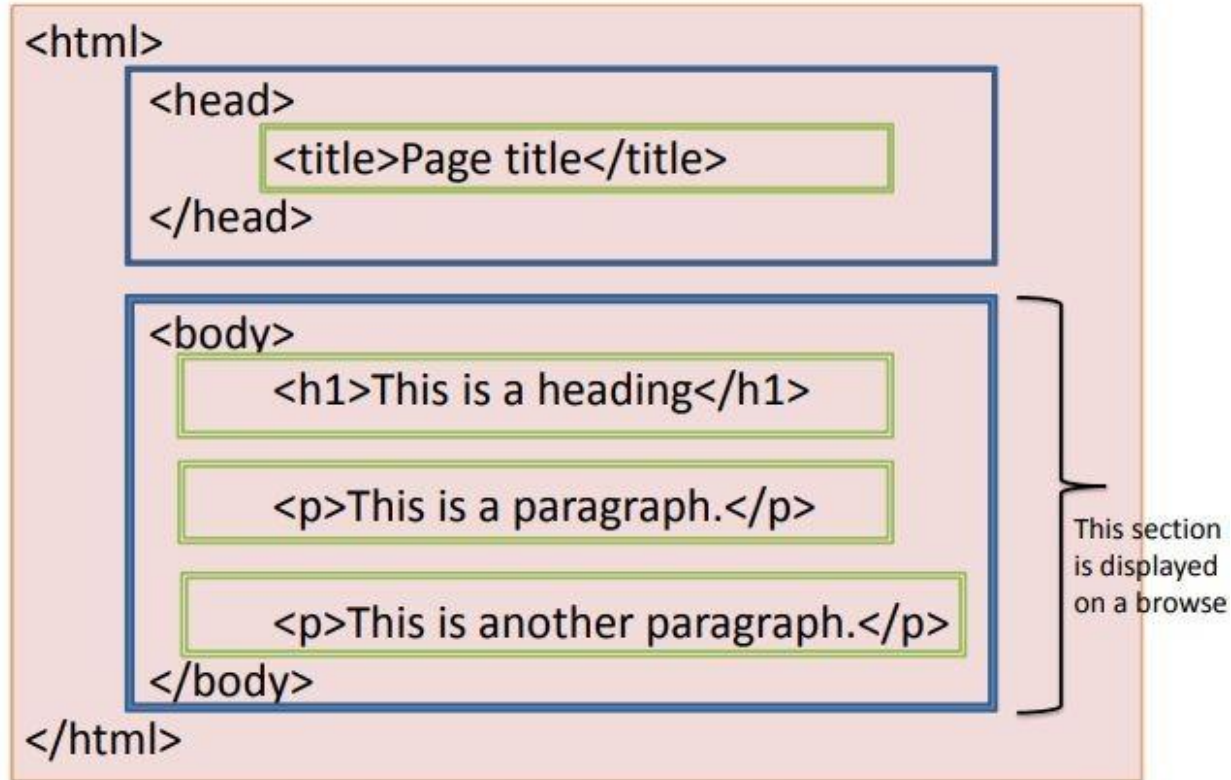 <html>
<head>
<title>Page title</title>
</head>
<body>
<h1>This is a heading</h1>
<p>This is a paragraph.</p>
<p>This is another paragraph.</p>
</body>
</html>
This section
is displayed
on a browse